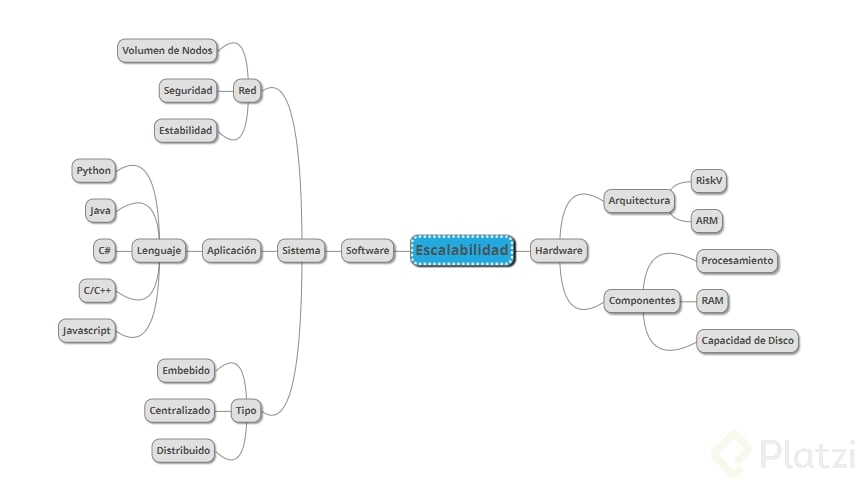 Volumen de Nodos
Seguridad
Red
Estabilidad
Python
Java
C#
Lenguaje
Aplicación
Sistema
Software
C/C++
Javascript
Embebido
Centralizado
Tipo
Distribuido
Escalabilidad
Hardware
Arquitectura
RiskV
ARM
Componentes
Procesamiento
RAM
Capacidad de Disco
Platzi